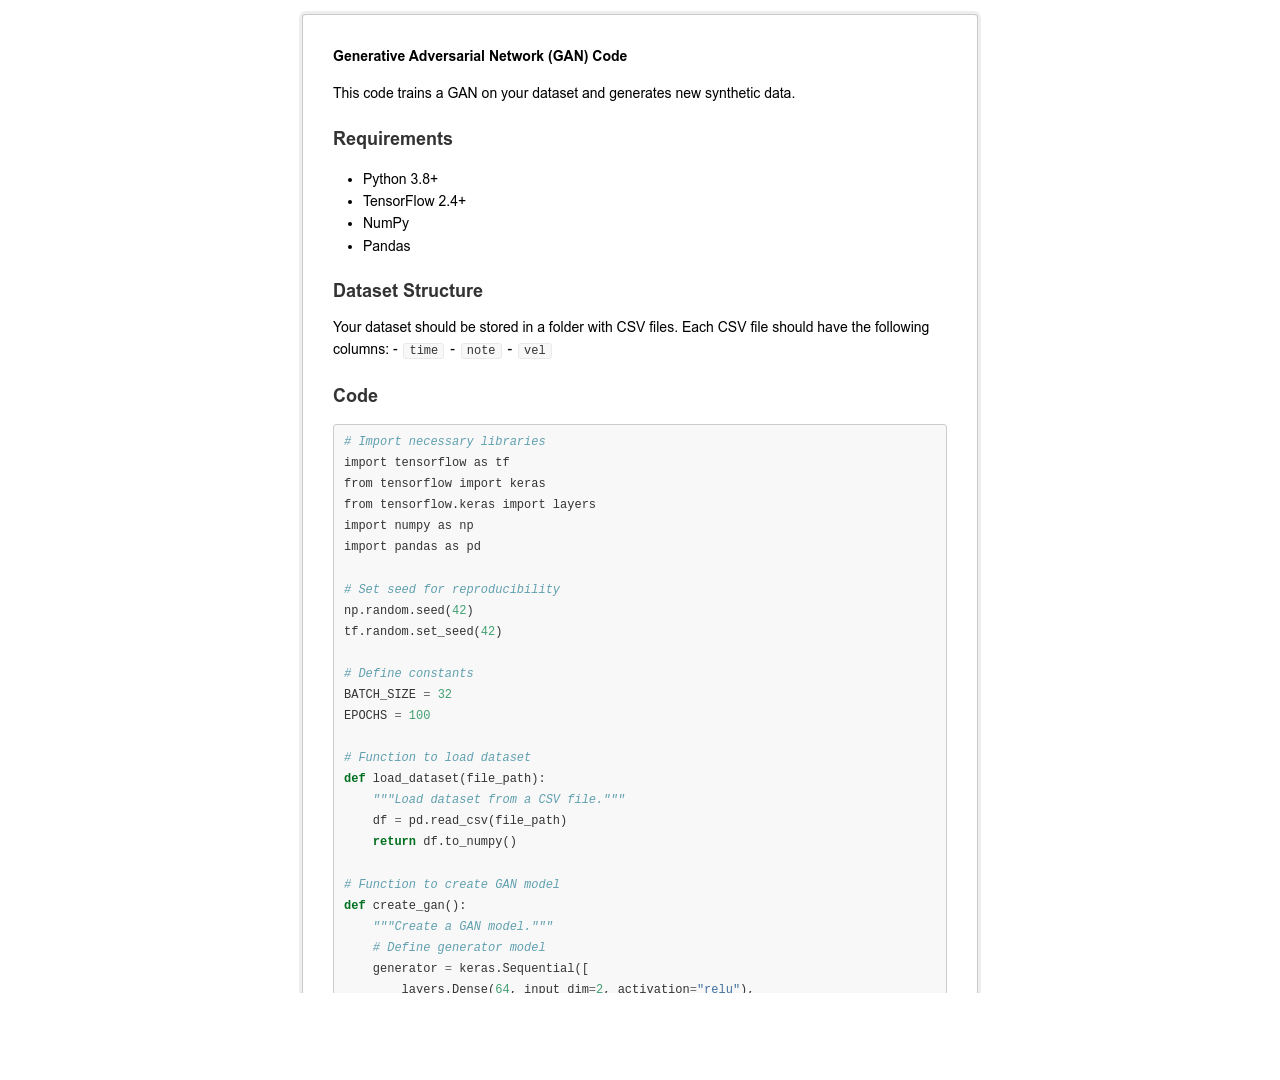 Generative Adversarial Network (GAN) Code
This code trains a GAN on your dataset and generates new synthetic data.
Requirements
• Python 3.8+
• TensorFlow 2.4+
• NumPy
• Pandas
Dataset Structure
Your dataset should be stored in a folder with CSV files. Each CSV file should have the following
columns: - time - note - vel
Code
# Import necessary libraries
import tensorflow as tf
from tensorflow import keras
from tensorflow.keras import layers
import numpy as np
import pandas as pd

# Set seed for reproducibility
np.random.seed(42)
tf.random.set_seed(42)

# Define constants
BATCH_SIZE = 32
EPOCHS = 100

# Function to load dataset
def load_dataset(file_path):
    """Load dataset from a CSV file."""
    df = pd.read_csv(file_path)
    return df.to_numpy()

# Function to create GAN model
def create_gan():
    """Create a GAN model."""
    # Define generator model
    generator = keras.Sequential([
        layers.Dense(64, input_dim=2, activation="relu"),